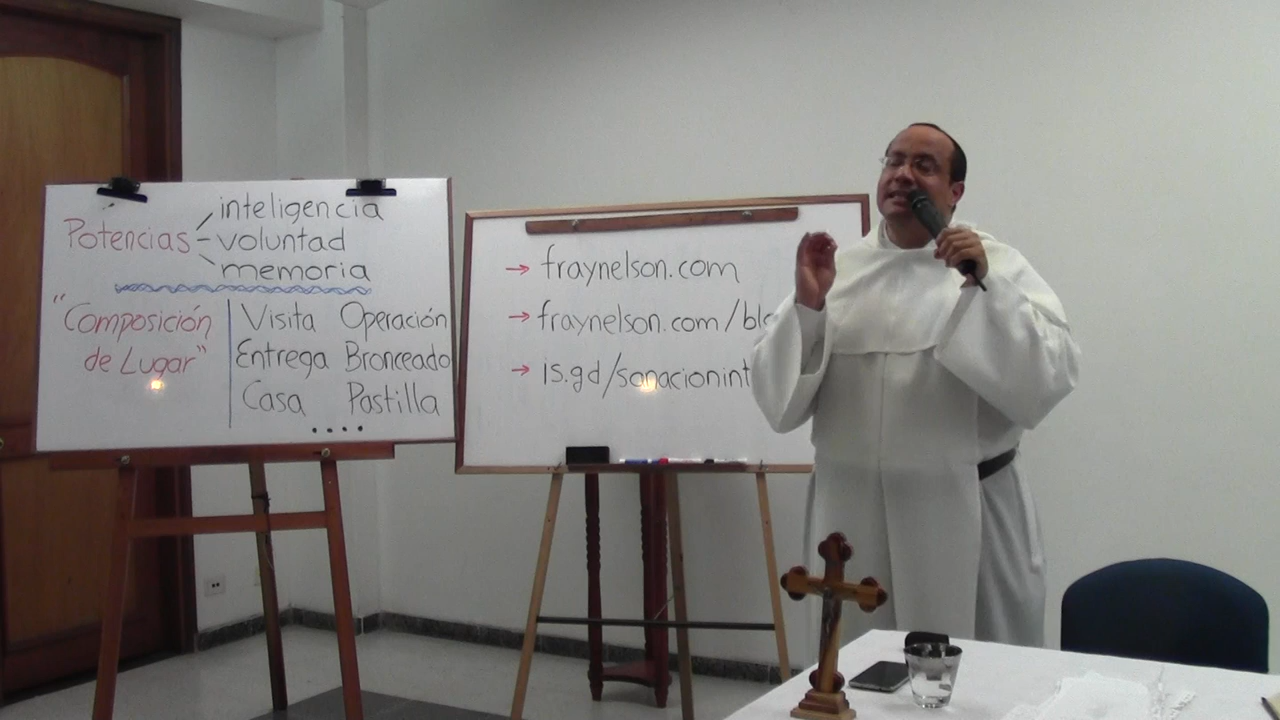 Potencias
inteligencia
voluntad
memoria
"Composición
de Lugar"
Visita Operación
Entrega Bronceado
Casa Pastilla
....
→ fraynelson.com
→ fraynelson.com/blo
→ is.gd/sanacionint